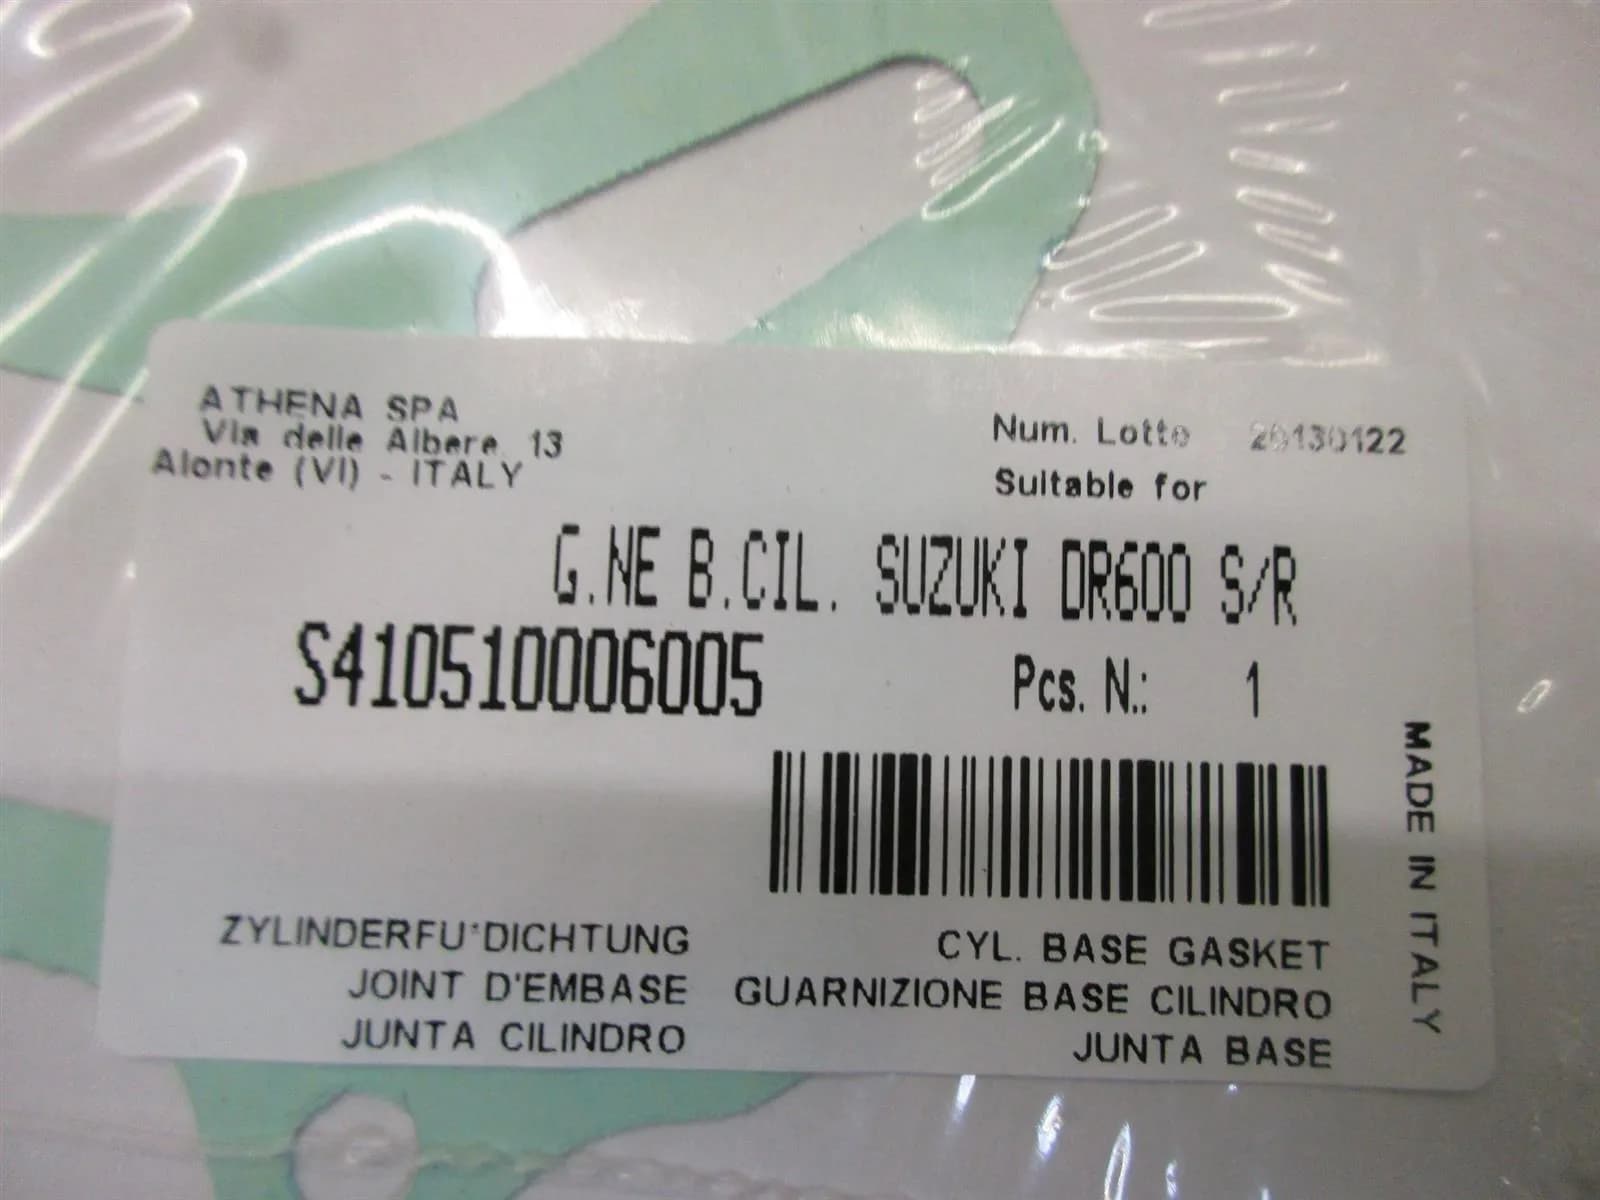 ATHENA SPA
Via delle Albere, 13
Alonte (VI) - ITALY
Num. Lotto 20130122
Suitable for
G.NE B.CIL. SUZUKI DR600 S/R
S410510006005
Pcs. N.: 1
MADE IN ITALY
ZYLINDERFU*DICHTUNG
JOINT D'EMBASE
JUNTA CILINDRO
CYL. BASE GASKET
GUARNIZIONE BASE CILINDRO
JUNTA BASE